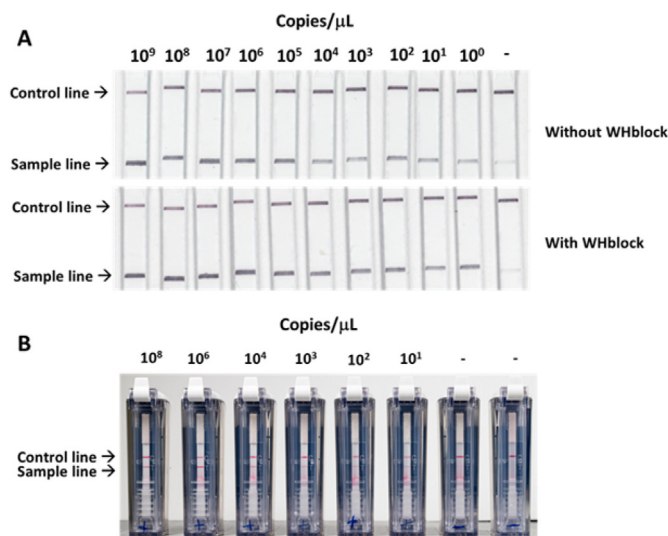 Copies/μL
A
10⁹ 10⁸ 10⁷ 10⁶ 10⁵ 10⁴ 10³ 10² 10¹ 10⁰ -
Control line →
Without WHblock
Sample line →
Control line →
With WHblock
Sample line →
Copies/μL
B
10⁸ 10⁶ 10⁴ 10³ 10² 10¹ - -
Control line →
Sample line →
+ + + + + + - -